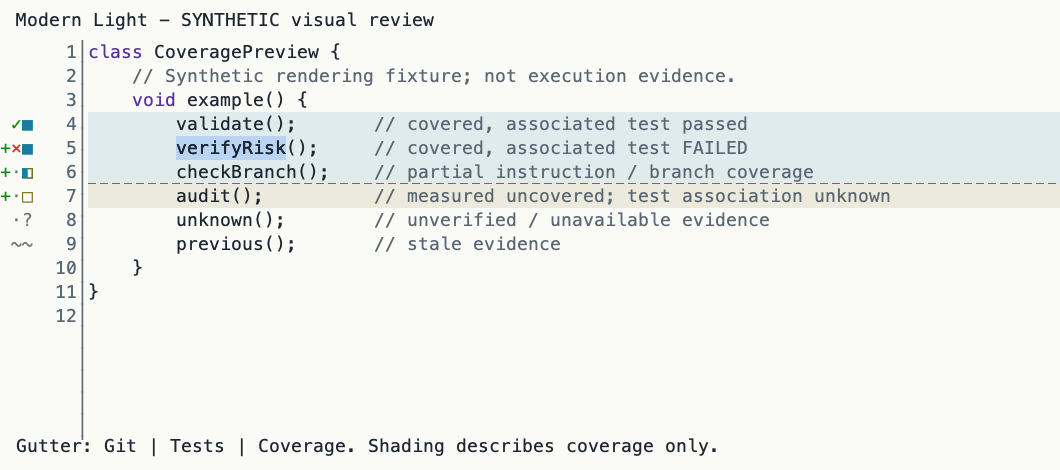 Modern Light — SYNTHETIC visual review
1 class CoveragePreview {
2 // Synthetic rendering fixture; not execution evidence.
3 void example() {
✓■ 4 validate(); // covered, associated test passed
+×■ 5 verifyRisk(); // covered, associated test FAILED
+·◧ 6 checkBranch(); // partial instruction / branch coverage
+·□ 7 audit(); // measured uncovered; test association unknown
·? 8 unknown(); // unverified / unavailable evidence
~~ 9 previous(); // stale evidence
10 }
11 }
12
Gutter: Git | Tests | Coverage. Shading describes coverage only.